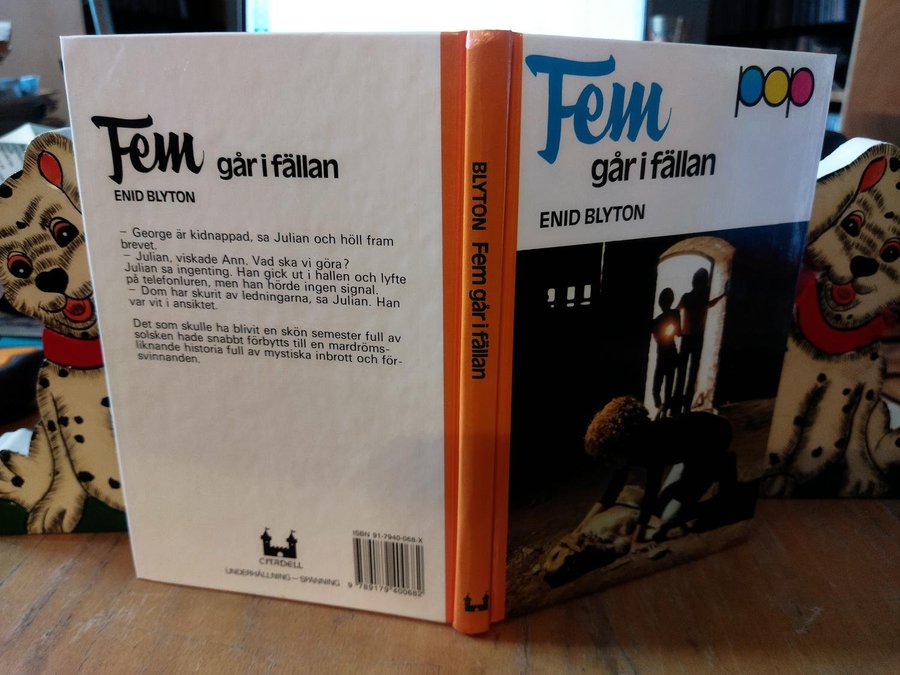 Fem går i fällan
ENID BLYTON
– George är kidnappad, sa Julian och höll fram
brevet.
– Julian, viskade Ann. Vad ska vi göra?
Julian sa ingenting. Han gick ut i hallen och lyfte
på telefonluren, men han hörde ingen signal.
– Dom har skurit av ledningarna, sa Julian. Han
var vit i ansiktet.
Det som skulle ha blivit en skön semester full av
solsken hade snabbt förbytts till en mardröms-
liknande historia full av mystiska inbrott och för-
svinnanden.
CITADELL
UNDERHÅLLNING – SPÄNNING
ISBN 91-7940-068-X
9 789179 400682
BLYTON Fem går i fällan
Fem
går i fällan
ENID BLYTON
pop